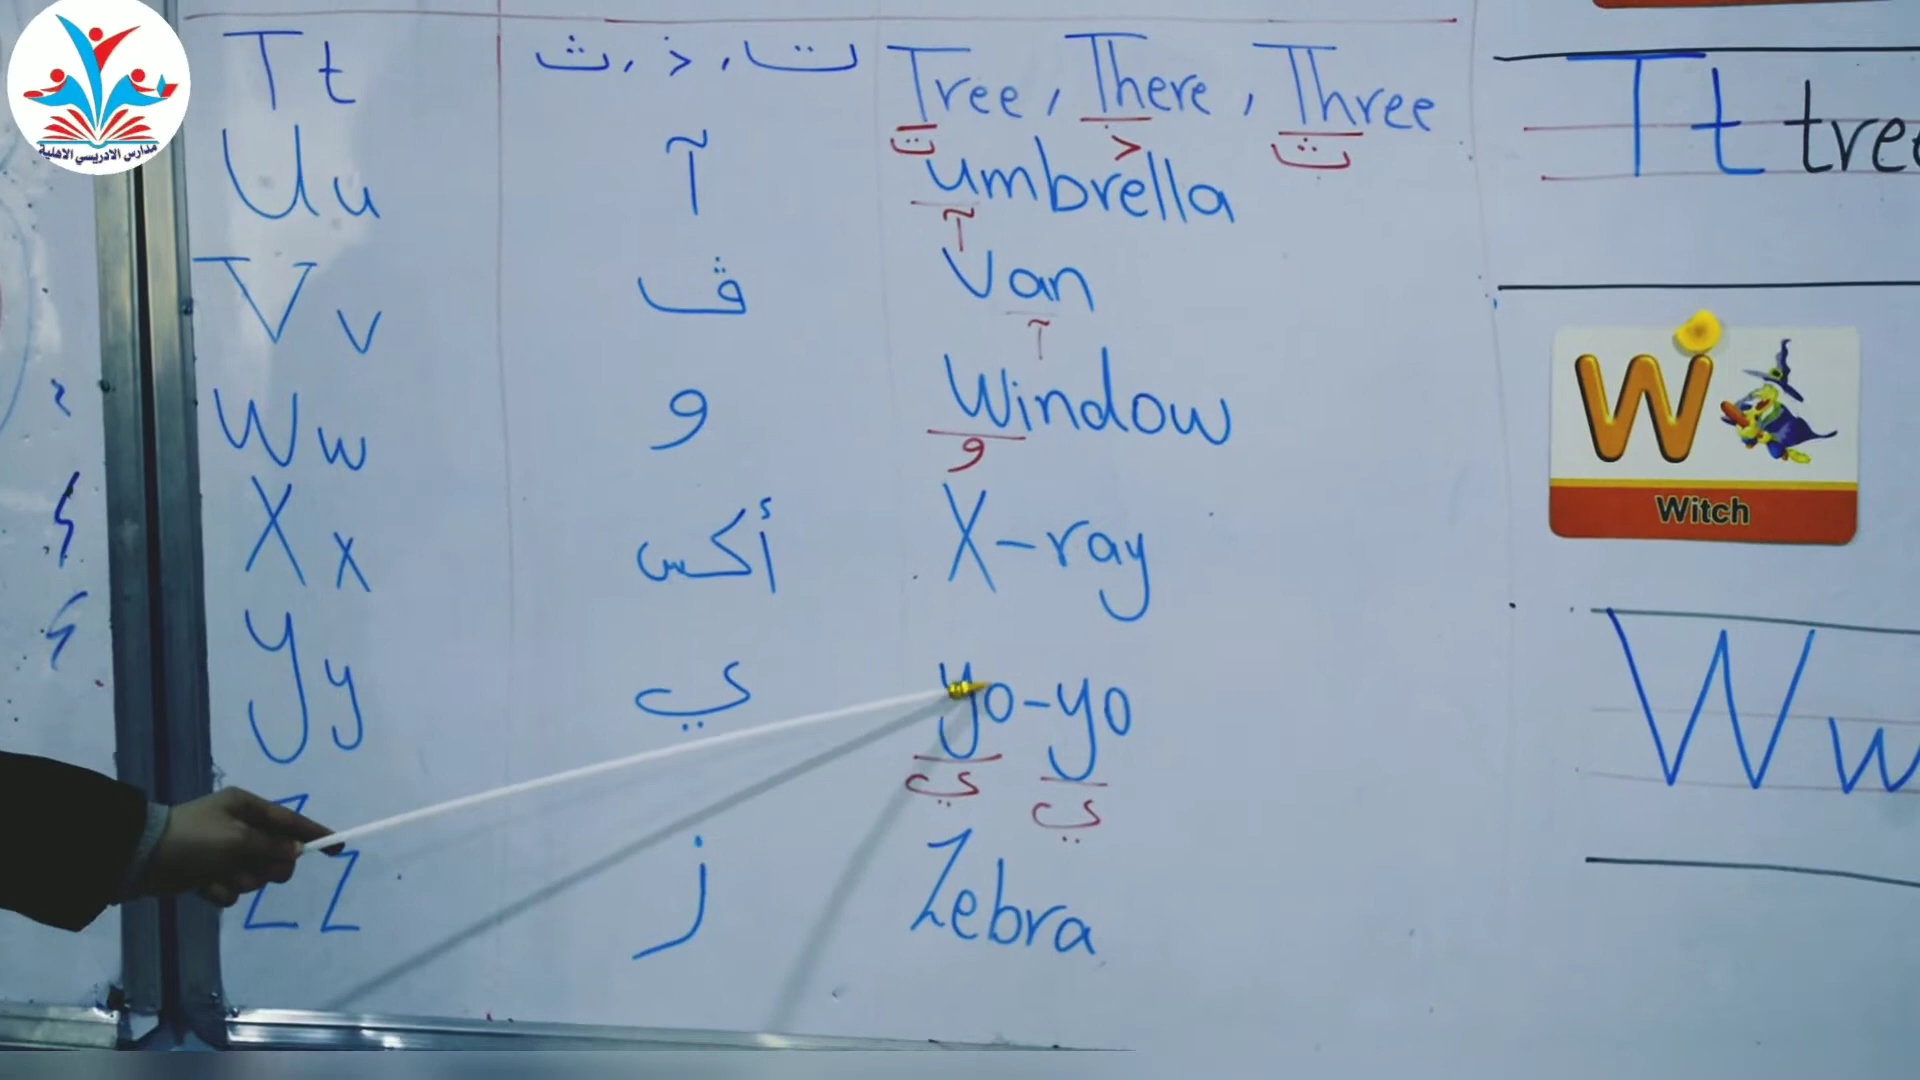 مدارس الادريسي الاهلية
Tt ت ، ذ ، ث Tree, There, Three
ت ذ ث
Uu آ umbrella
آ
Vv ڤ Van
آ
Ww و Window
و
Xx أكس X-ray
Yy ي yo-yo
ي ي
Zz ز Zebra
Tt tree
W
Witch
Ww